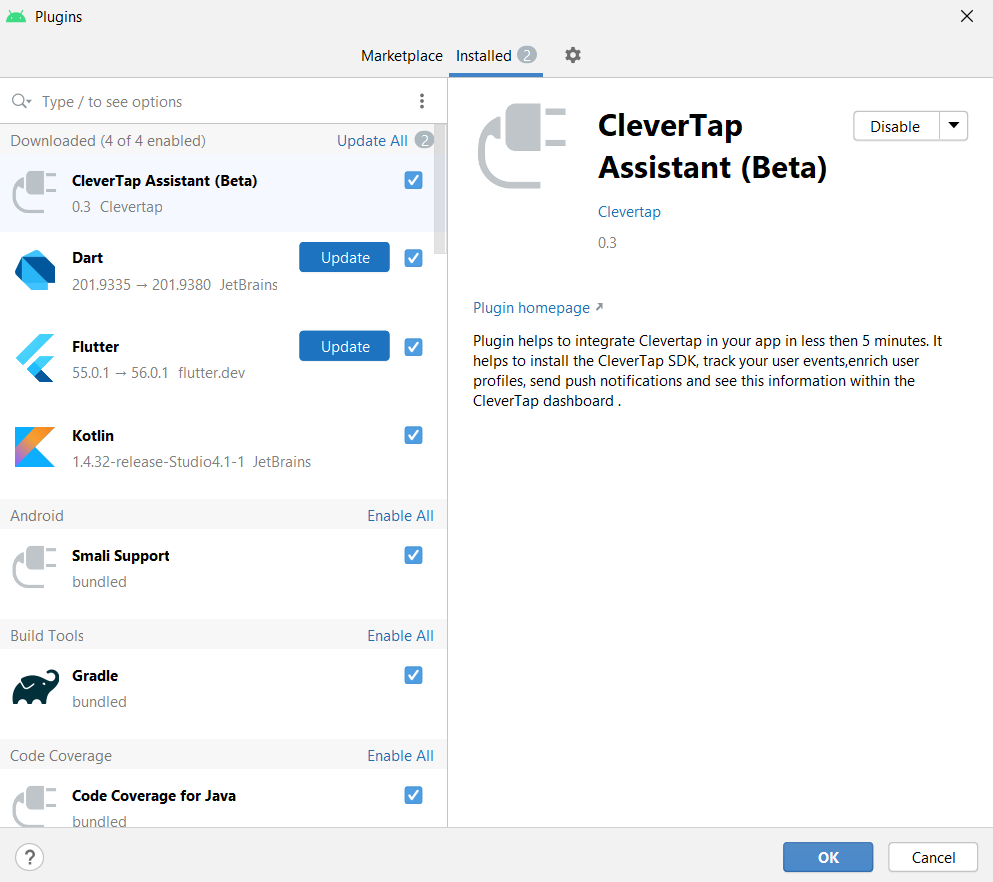 Plugins
Marketplace Installed 2
Type / to see options
Downloaded (4 of 4 enabled) Update All 2
CleverTap Assistant (Beta)
0.3 Clevertap
Dart Update
201.9335 → 201.9380 JetBrains
Flutter Update
55.0.1 → 56.0.1 flutter.dev
Kotlin
1.4.32-release-Studio4.1-1 JetBrains
Android Enable All
Smali Support
bundled
Build Tools Enable All
Gradle
bundled
Code Coverage Enable All
Code Coverage for Java
bundled
CleverTap
Assistant (Beta)
Disable
Clevertap
0.3
Plugin homepage ↗
Plugin helps to integrate Clevertap in your app in less then 5 minutes. It
helps to install the CleverTap SDK, track your user events,enrich user
profiles, send push notifications and see this information within the
CleverTap dashboard .
? OK Cancel